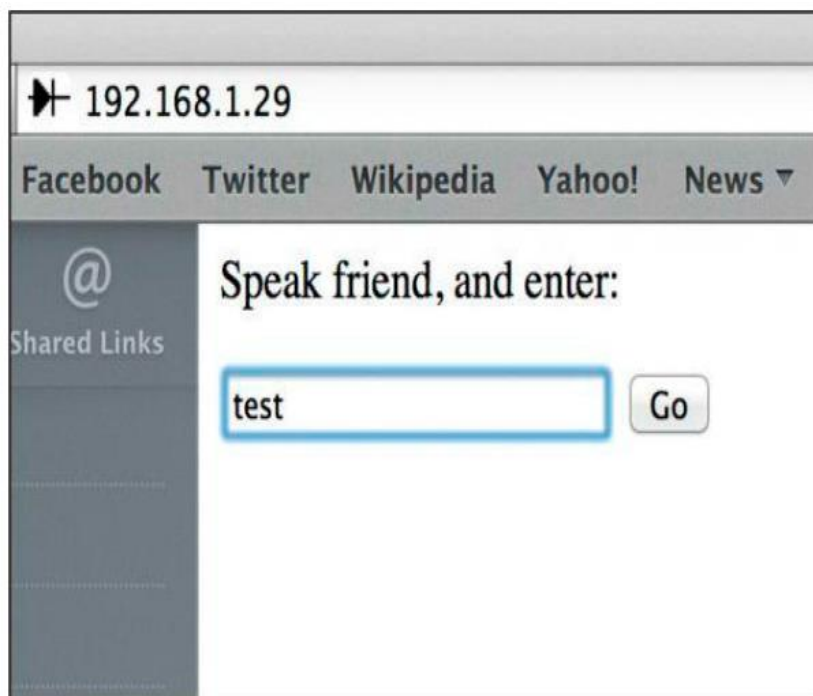 192.168.1.29
Facebook Twitter Wikipedia Yahoo! News
@
Shared Links
Speak friend, and enter:
test Go